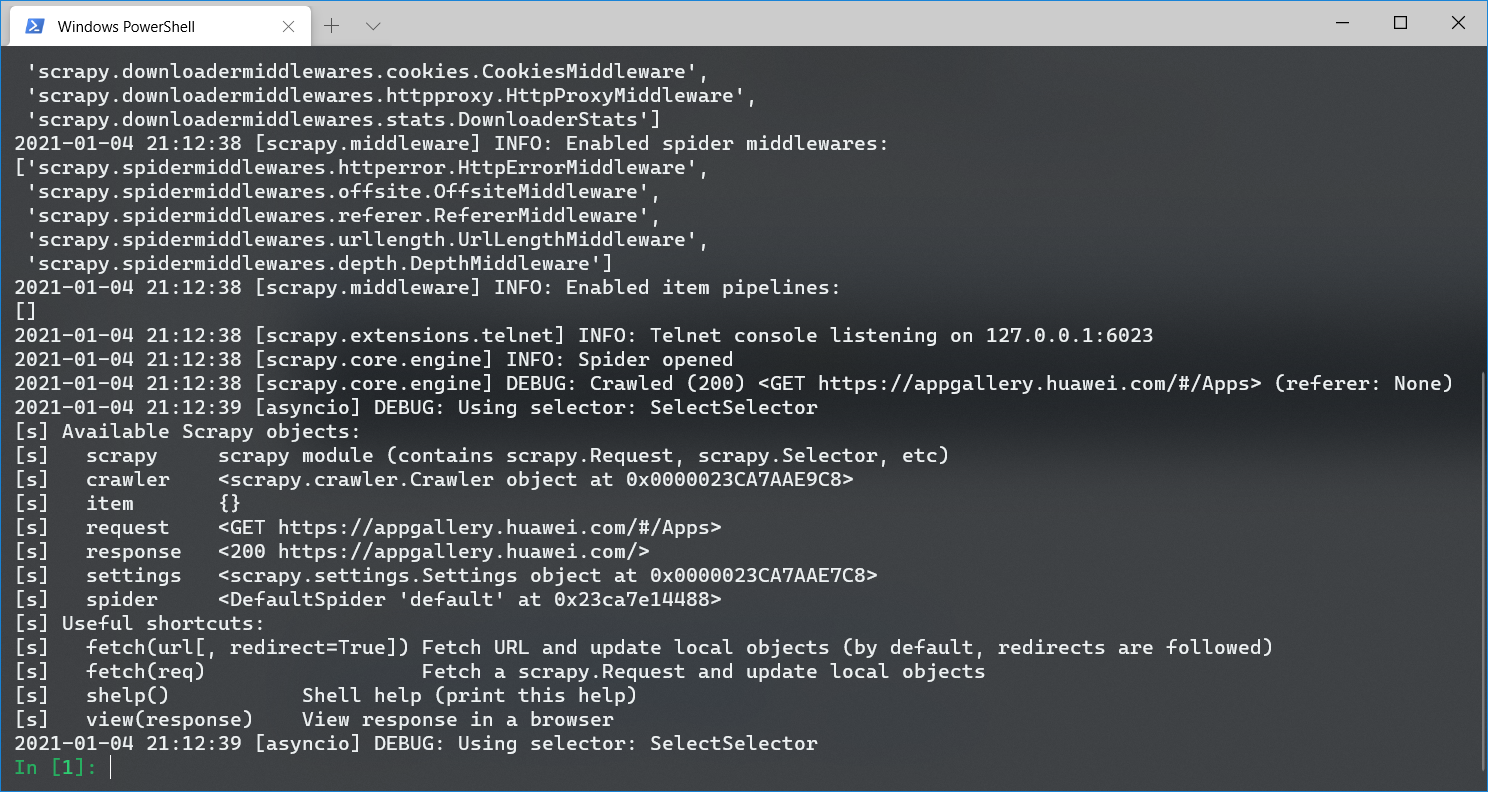 Windows PowerShell
 'scrapy.downloadermiddlewares.cookies.CookiesMiddleware',
 'scrapy.downloadermiddlewares.httpproxy.HttpProxyMiddleware',
 'scrapy.downloadermiddlewares.stats.DownloaderStats']
2021-01-04 21:12:38 [scrapy.middleware] INFO: Enabled spider middlewares:
['scrapy.spidermiddlewares.httperror.HttpErrorMiddleware',
 'scrapy.spidermiddlewares.offsite.OffsiteMiddleware',
 'scrapy.spidermiddlewares.referer.RefererMiddleware',
 'scrapy.spidermiddlewares.urllength.UrlLengthMiddleware',
 'scrapy.spidermiddlewares.depth.DepthMiddleware']
2021-01-04 21:12:38 [scrapy.middleware] INFO: Enabled item pipelines:
[]
2021-01-04 21:12:38 [scrapy.extensions.telnet] INFO: Telnet console listening on 127.0.0.1:6023
2021-01-04 21:12:38 [scrapy.core.engine] INFO: Spider opened
2021-01-04 21:12:38 [scrapy.core.engine] DEBUG: Crawled (200) <GET https://appgallery.huawei.com/#/Apps> (referer: None)
2021-01-04 21:12:39 [asyncio] DEBUG: Using selector: SelectSelector
[s] Available Scrapy objects:
[s]   scrapy     scrapy module (contains scrapy.Request, scrapy.Selector, etc)
[s]   crawler    <scrapy.crawler.Crawler object at 0x0000023CA7AAE9C8>
[s]   item       {}
[s]   request    <GET https://appgallery.huawei.com/#/Apps>
[s]   response   <200 https://appgallery.huawei.com/>
[s]   settings   <scrapy.settings.Settings object at 0x0000023CA7AAE7C8>
[s]   spider     <DefaultSpider 'default' at 0x23ca7e14488>
[s] Useful shortcuts:
[s]   fetch(url[, redirect=True]) Fetch URL and update local objects (by default, redirects are followed)
[s]   fetch(req)                  Fetch a scrapy.Request and update local objects
[s]   shelp()           Shell help (print this help)
[s]   view(response)    View response in a browser
2021-01-04 21:12:39 [asyncio] DEBUG: Using selector: SelectSelector
In [1]: